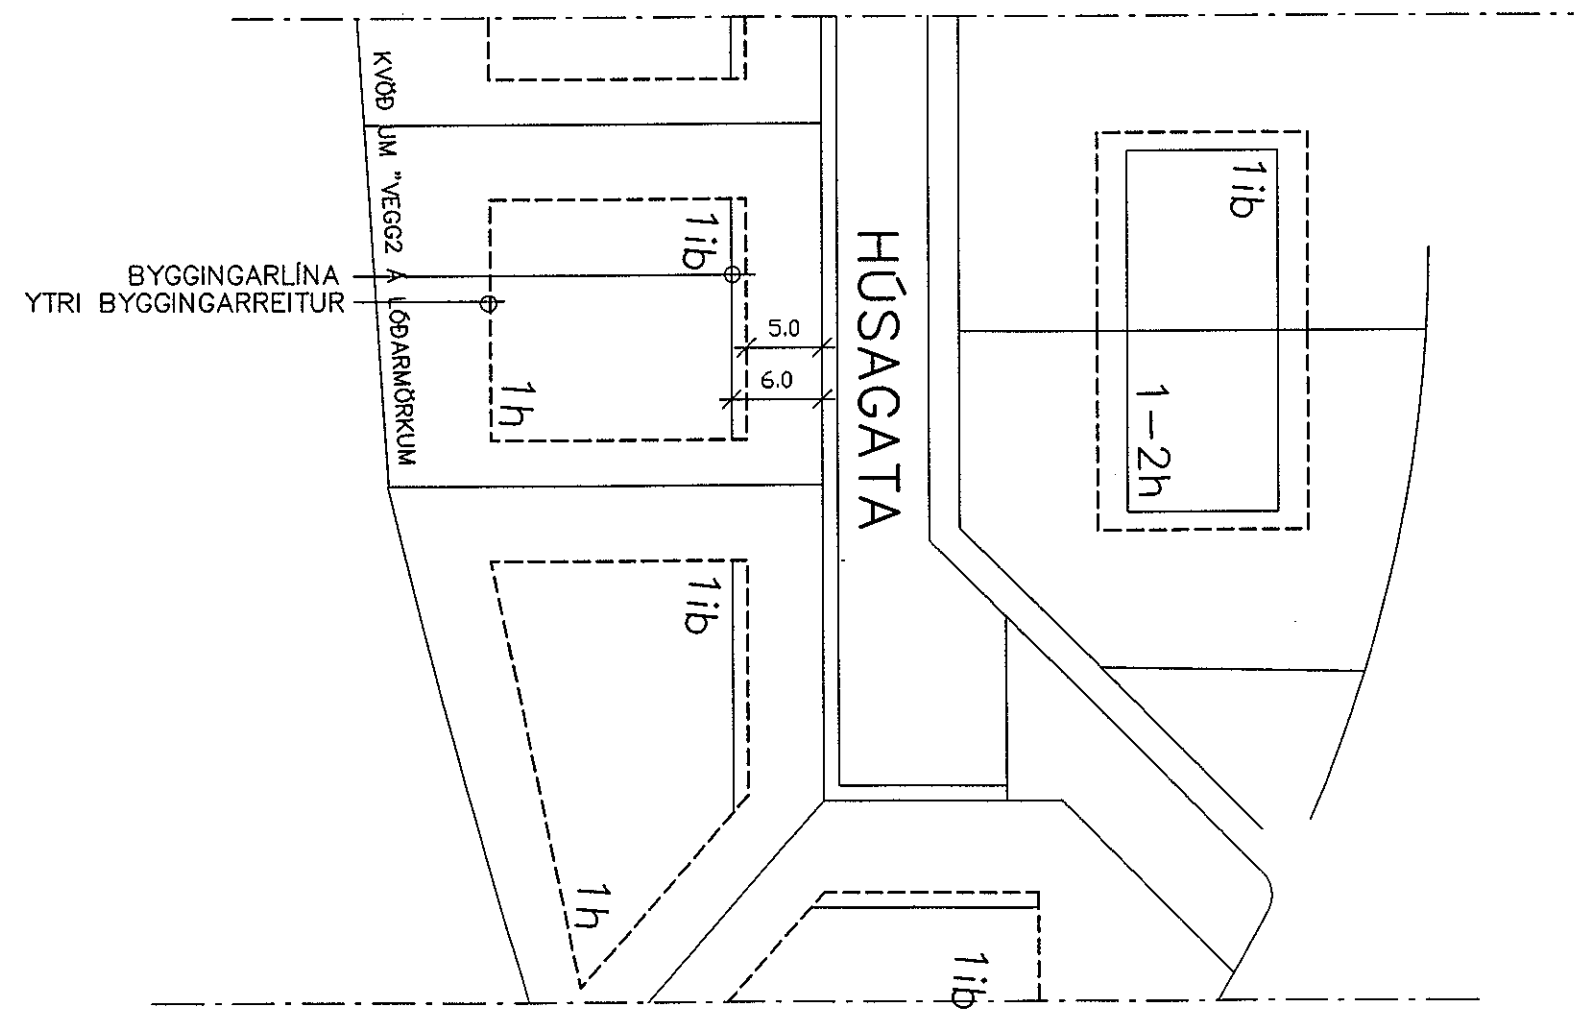 KVÖÐ UM "VEGG2 Á LÓÐARMÖRKUM
1ib
1ib
HÚSAGATA
BYGGINGARLÍNA
YTRI BYGGINGARREITUR
5.0
6.0
1h
1-2h
1ib
1h
1ib